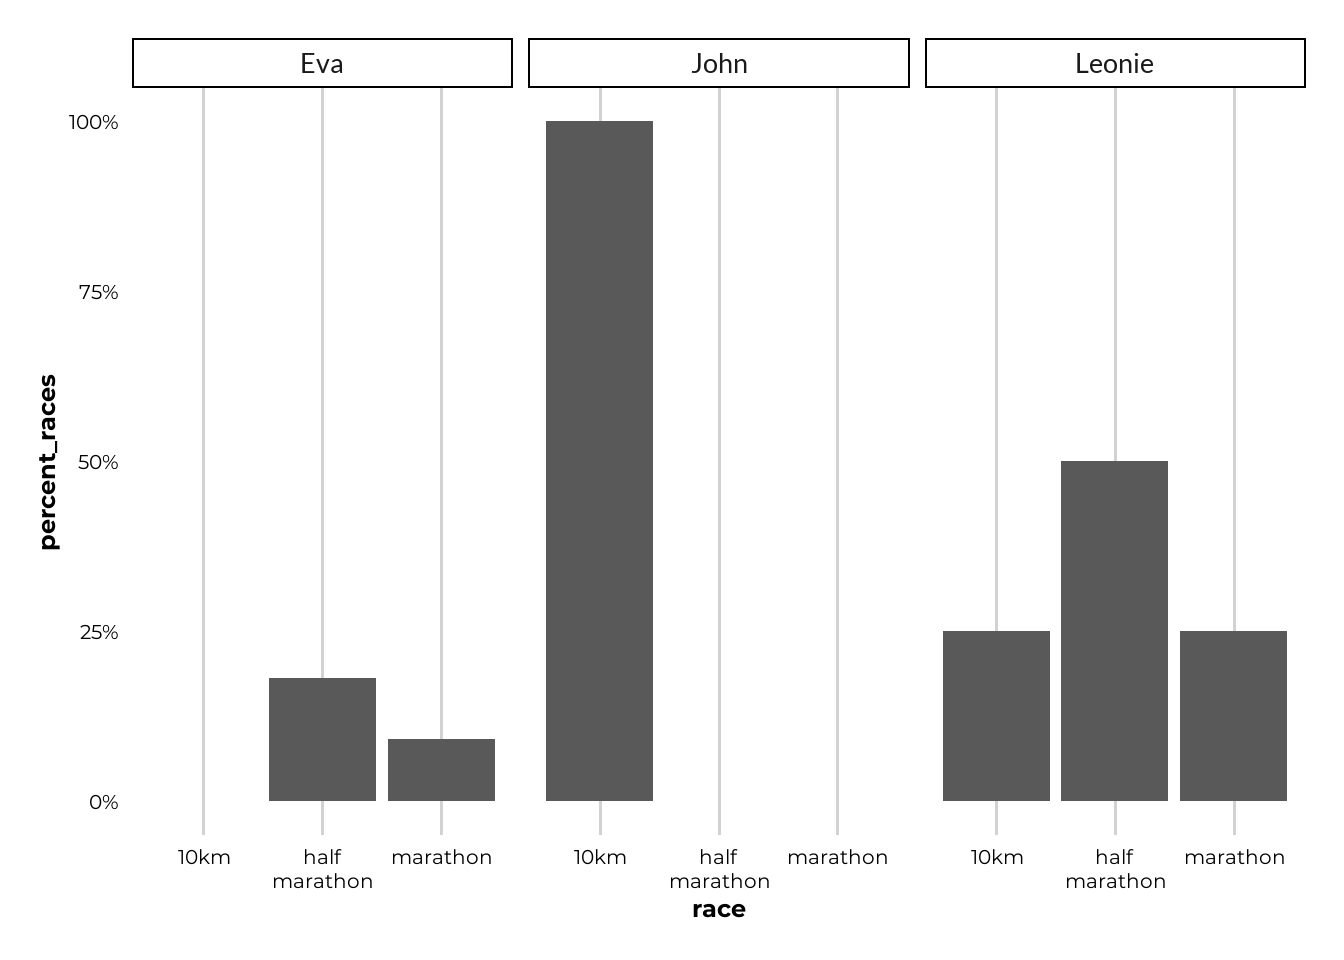 Eva
John
Leonie
100%
75%
50%
25%
0%
percent_races
10km
half
marathon
marathon
10km
half
marathon
marathon
10km
half
marathon
marathon
race